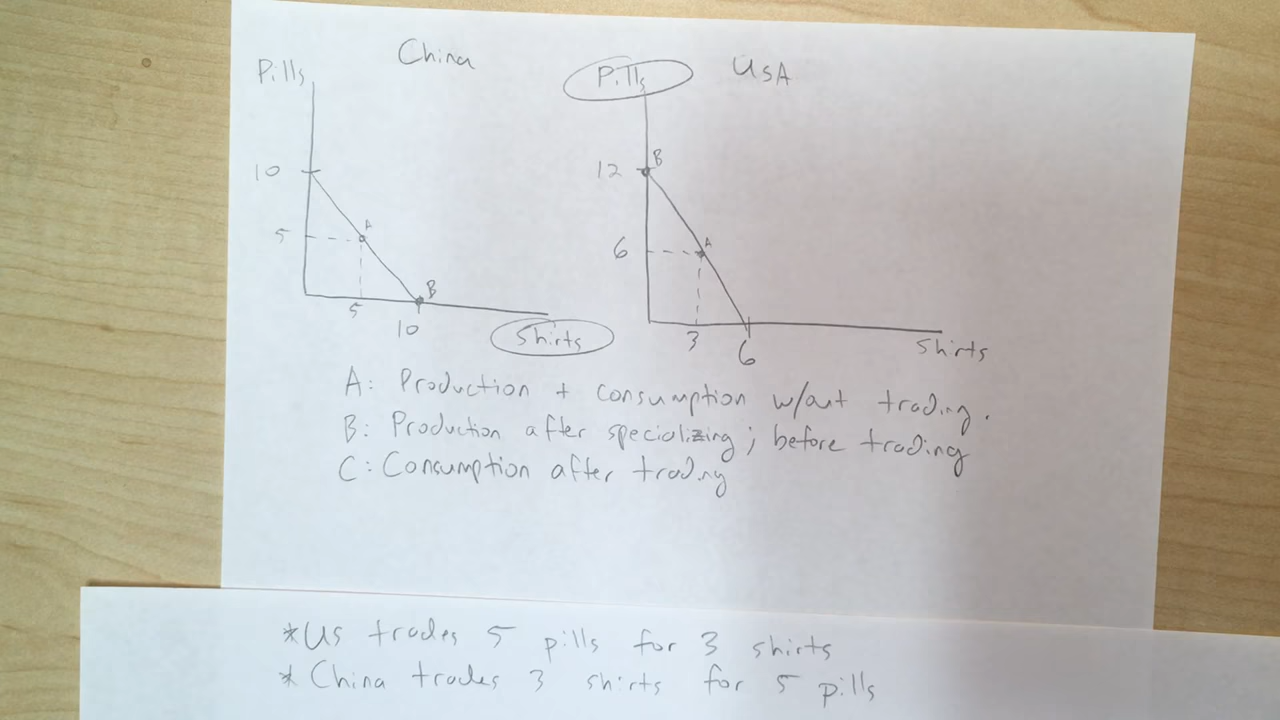 China
Pills
10
5
A
B
5
10
Shirts
USA
Pills
12
B
6
A
3
6
Shirts
A: Production + consumption w/out trading.
B: Production after specializing; before trading
C: Consumption after trading
*US trades 5 pills for 3 shirts
* China trades 3 shirts for 5 pills